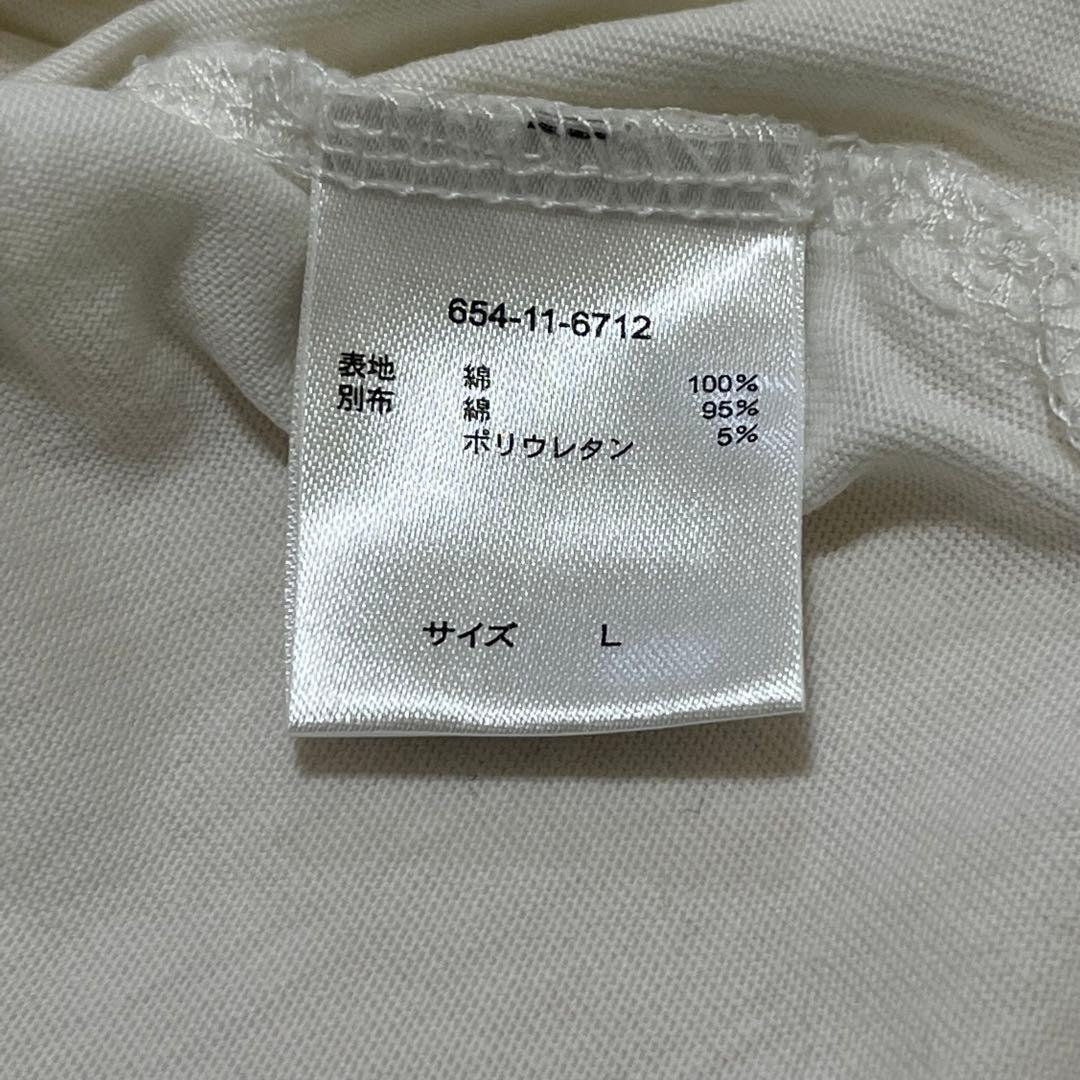 654-11-6712
表地 綿 100%
別布 綿 95%
ポリウレタン 5%
サイズ L